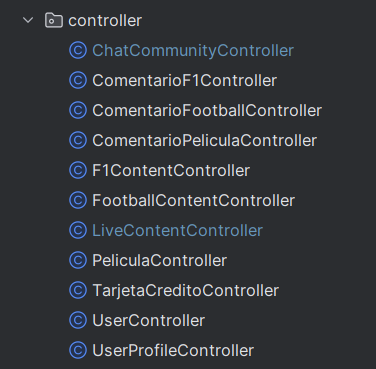 controller
ChatCommunityController
ComentarioF1Controller
ComentarioFootballController
ComentarioPeliculaController
F1ContentController
FootballContentController
LiveContentController
PeliculaController
TarjetaCreditoController
UserController
UserProfileController